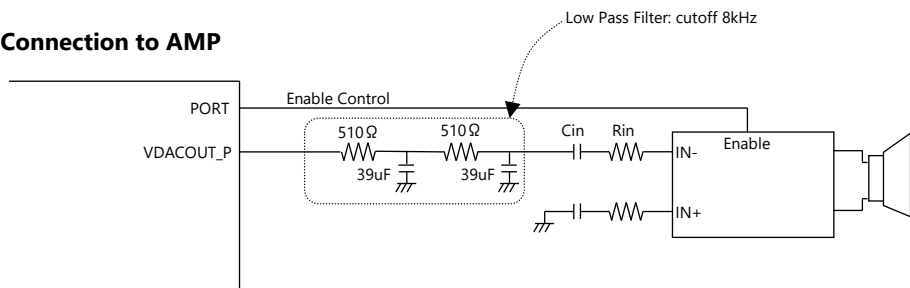 Low Pass Filter: cutoff 8kHz
Connection to AMP
PORT
Enable Control
510Ω
510Ω
Cin
Rin
Enable
VDACOUT_P
IN-
39uF
39uF
IN+